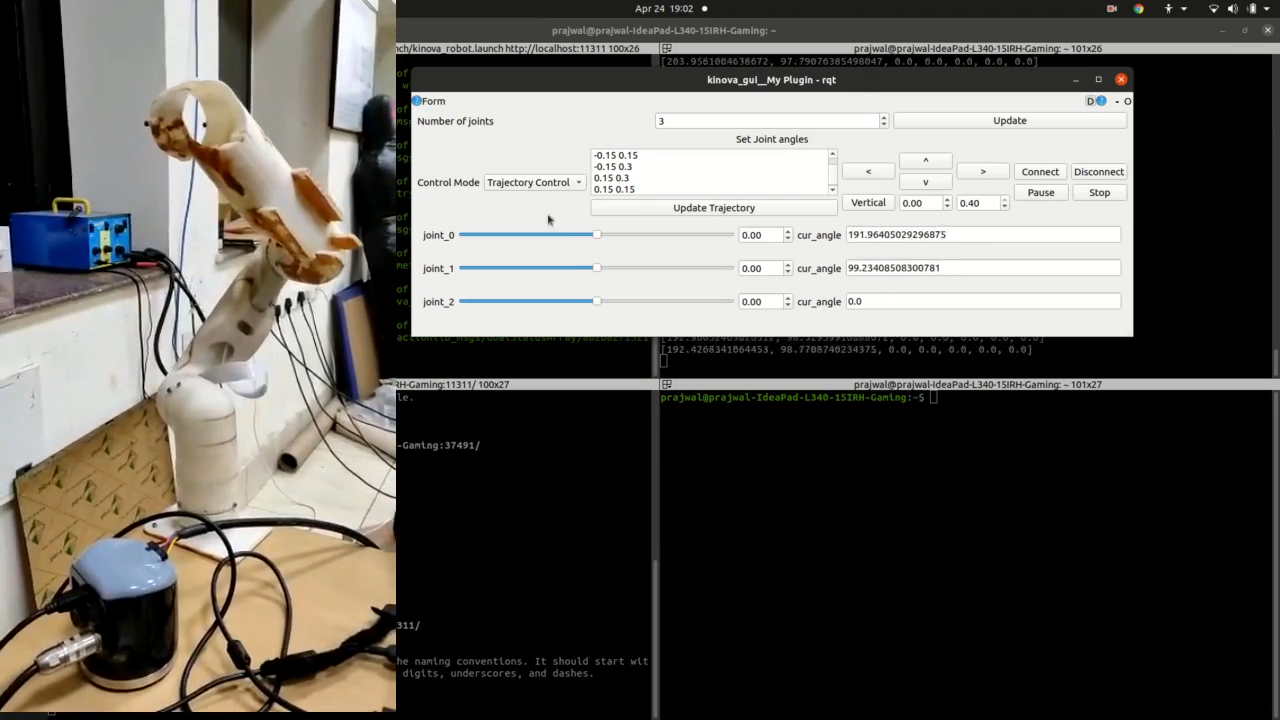 Apr 24 19:02
prajwal@prajwal-IdeaPad-L340-15IRH-Gaming: ~
nch/kinova_robot.launch http://localhost:11311 100x26
prajwal@prajwal-IdeaPad-L340-15IRH-Gaming: ~ 101x26
[203.9561004638672, 97.79076385498047, 0.0, 0.0, 0.0, 0.0]
kinova_gui__My Plugin - rqt
Form
D
- O
Number of joints
3
Update
Set Joint angles
Control Mode
Trajectory Control
-0.15 0.15
-0.15 0.3
0.15 0.3
0.15 0.15
Update Trajectory
<
^
v
>
Connect
Disconnect
Pause
Stop
Vertical
0.00
0.40
joint_0
0.00
cur_angle
191.96405029296875
joint_1
0.00
cur_angle
99.23408508300781
joint_2
0.00
cur_angle
0.0
[192.4268341064453, 98.7708740234375, 0.0, 0.0, 0.0, 0.0]
RH-Gaming:11311/ 100x27
prajwal@prajwal-IdeaPad-L340-15IRH-Gaming: ~ 101x27
le.
prajwal@prajwal-IdeaPad-L340-15IRH-Gaming:~$
-Gaming:37491/
311/
he naming conventions. It should start wit
digits, underscores, and dashes.